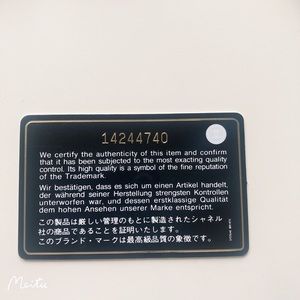 14244740
We certify the authenticity of this item and confirm
that it has been subjected to the most exacting quality
control. Its high quality is a symbol of the fine reputation
of the Trademark.
Wir bestätigen, dass es sich um einen Artikel handelt,
der während seiner Herstellung strengsten Kontrollen
unterworfen war, und dessen erstklassige Qualität
dem hohen Ansehen unserer Marke entspricht.
この製品は厳しい管理のもとに製造されたシャネル
社の商品であることを証明いたします。
このブランド・マークは最高級品質の象徴です。
Meitu